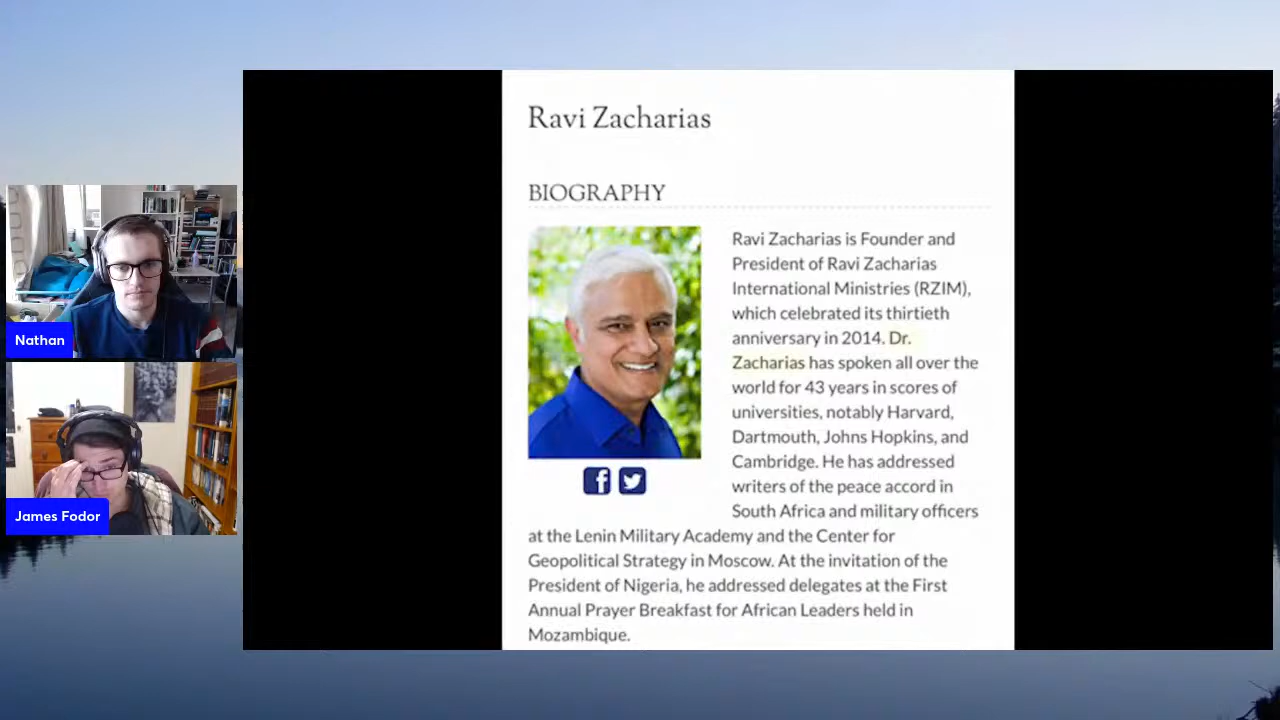 Nathan
James Fodor
Ravi Zacharias
BIOGRAPHY
Ravi Zacharias is Founder and
President of Ravi Zacharias
International Ministries (RZIM),
which celebrated its thirtieth
anniversary in 2014. Dr.
Zacharias has spoken all over the
world for 43 years in scores of
universities, notably Harvard,
Dartmouth, Johns Hopkins, and
Cambridge. He has addressed
writers of the peace accord in
South Africa and military officers
at the Lenin Military Academy and the Center for
Geopolitical Strategy in Moscow. At the invitation of the
President of Nigeria, he addressed delegates at the First
Annual Prayer Breakfast for African Leaders held in
Mozambique.